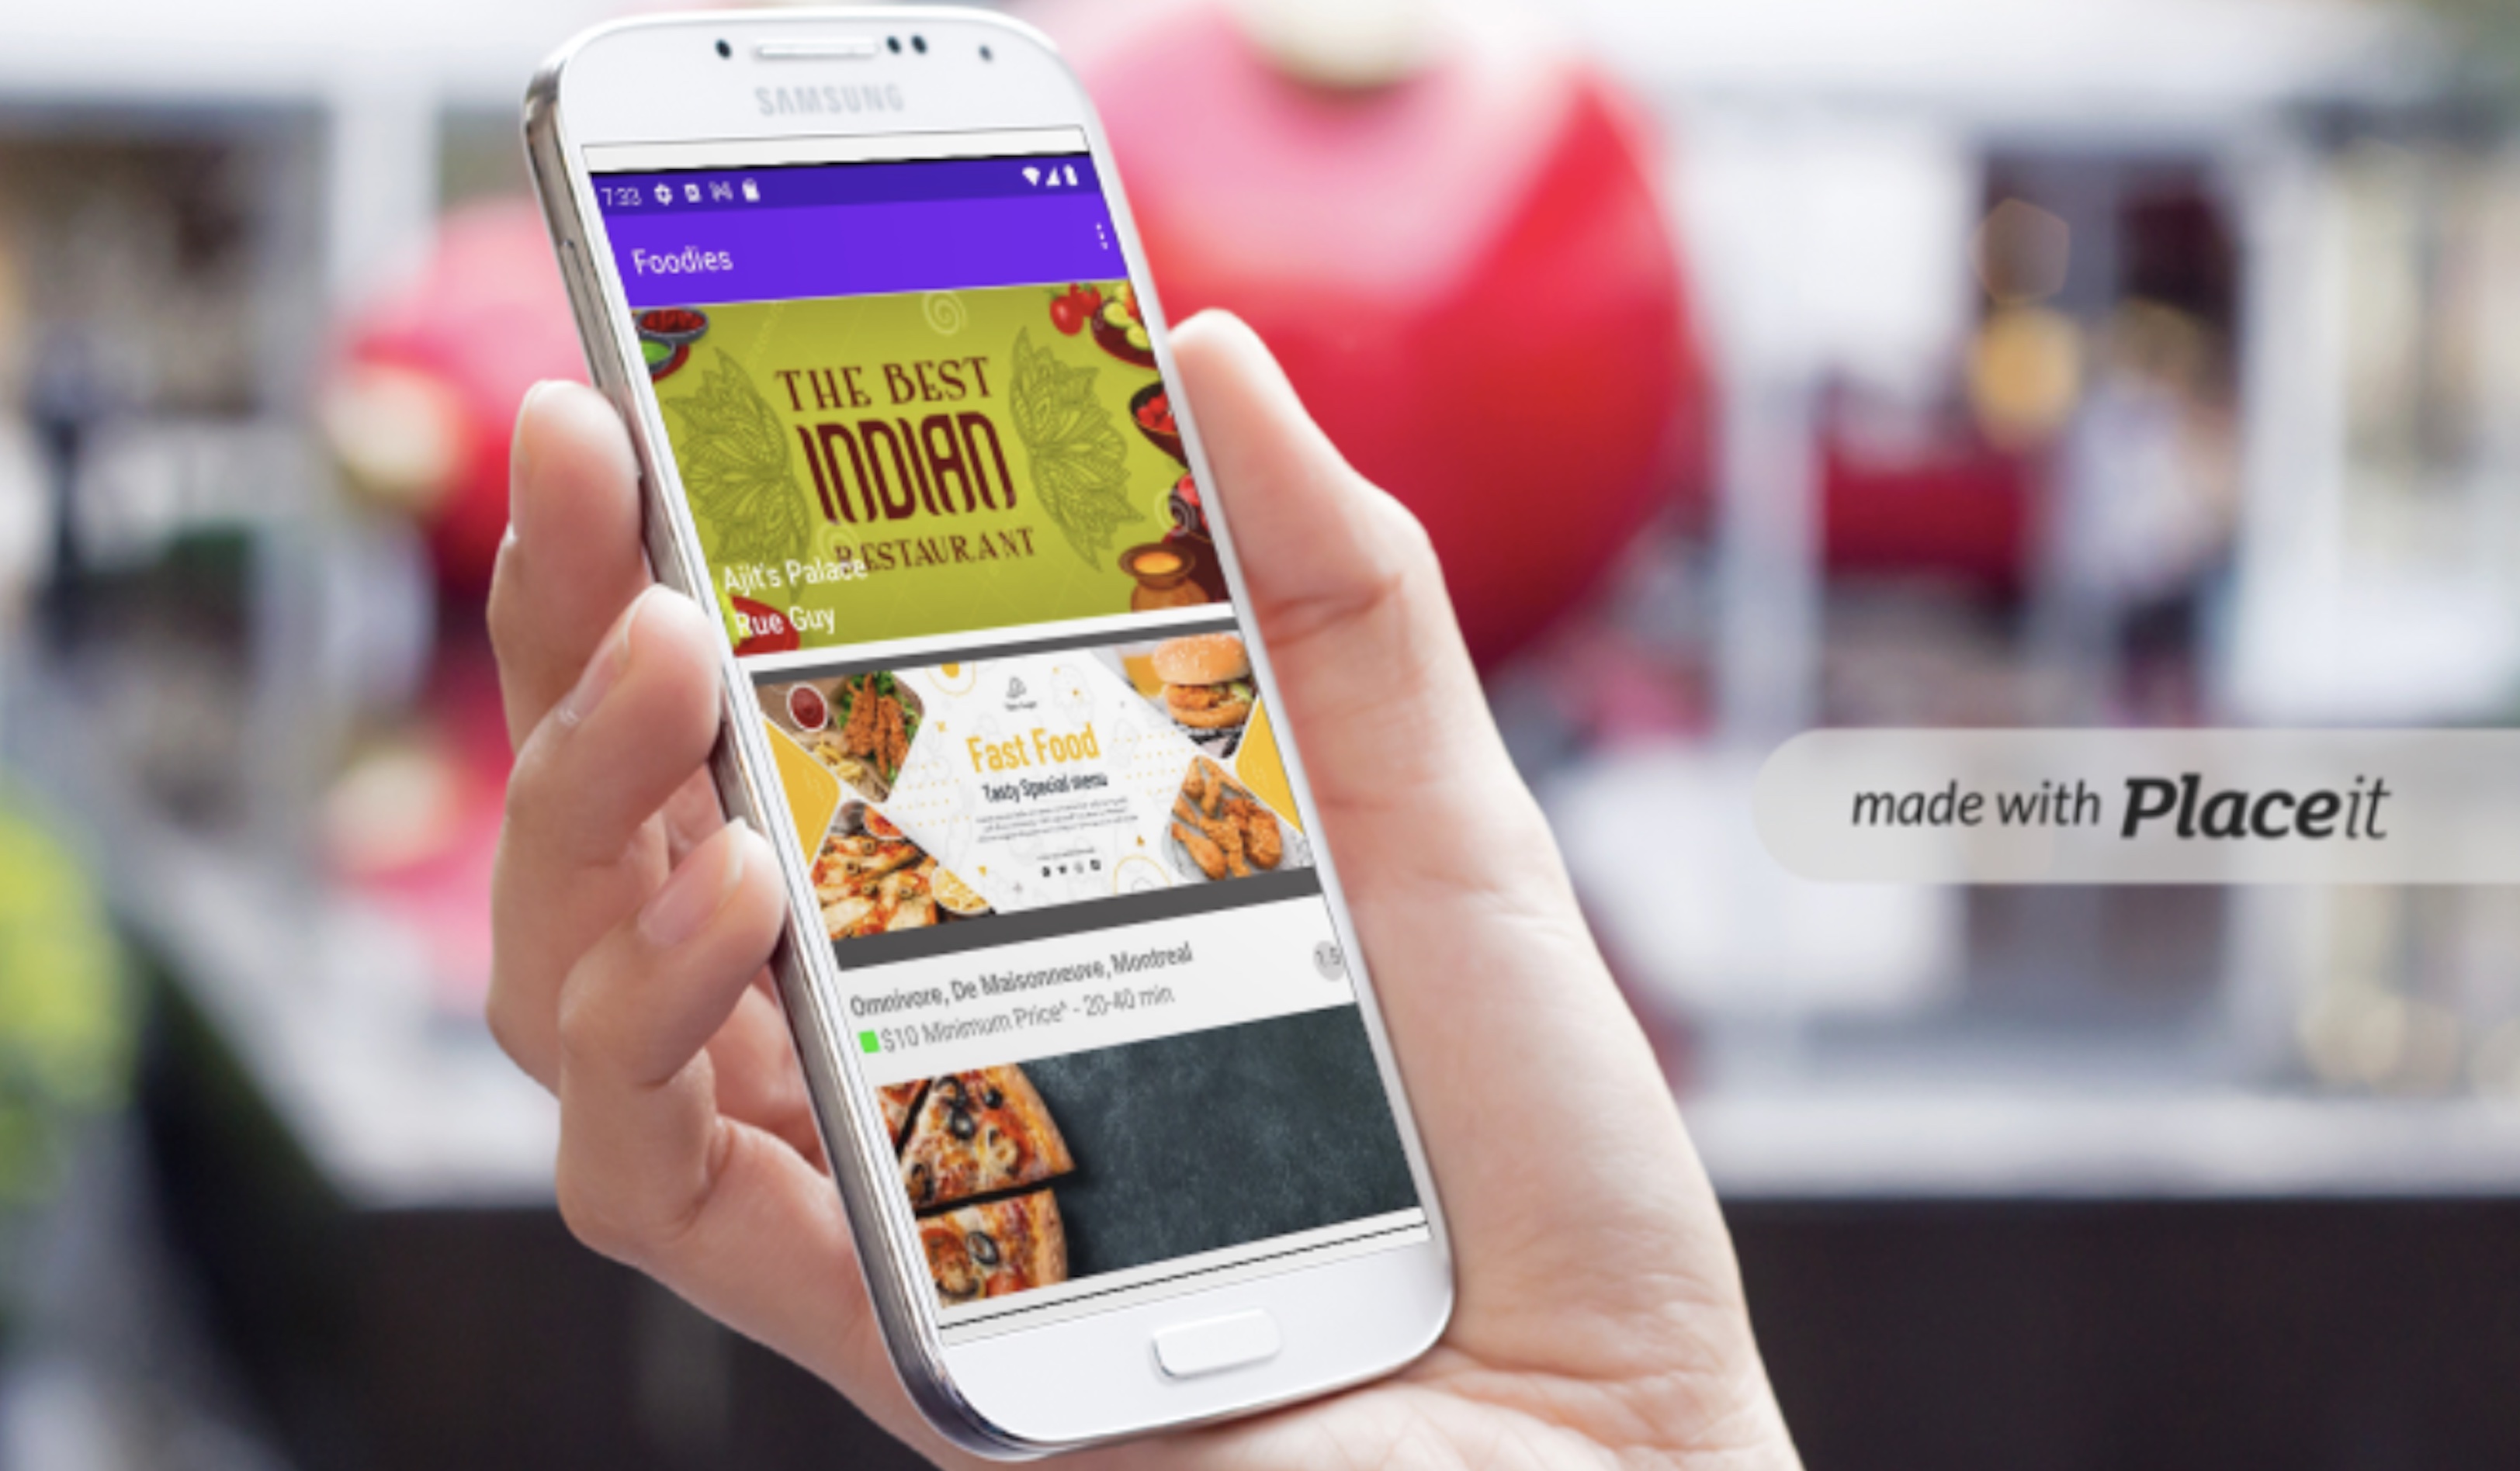 SAMSUNG
7:33
Foodies
THE BEST
INDIAN
RESTAURANT
Ajit's Palace
Rue Guy
Fast Food
Tasty Special menu
Omnivore, De Maisonneuve, Montreal
1.5
$10 Minimum Price^ - 20-40 min
made with Placeit